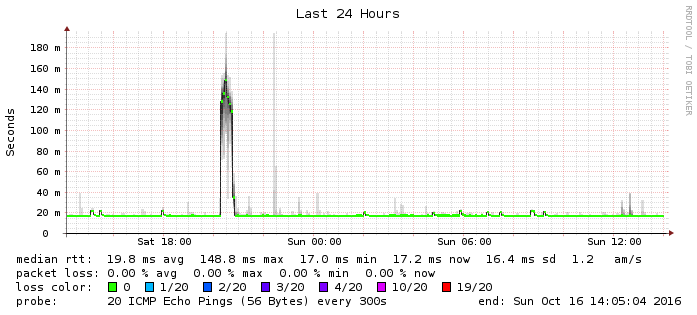 Last 24 Hours
RRDTOOL / TOBI OETIKER
Seconds
180 m
160 m
140 m
120 m
100 m
80 m
60 m
40 m
20 m
0
Sat 18:00 Sun 00:00 Sun 06:00 Sun 12:00
median rtt: 19.8 ms avg 148.8 ms max 17.0 ms min 17.2 ms now 16.4 ms sd 1.2 am/s
packet loss: 0.00 % avg 0.00 % max 0.00 % min 0.00 % now
loss color: 0 1/20 2/20 3/20 4/20 10/20 19/20
probe: 20 ICMP Echo Pings (56 Bytes) every 300s end: Sun Oct 16 14:05:04 2016